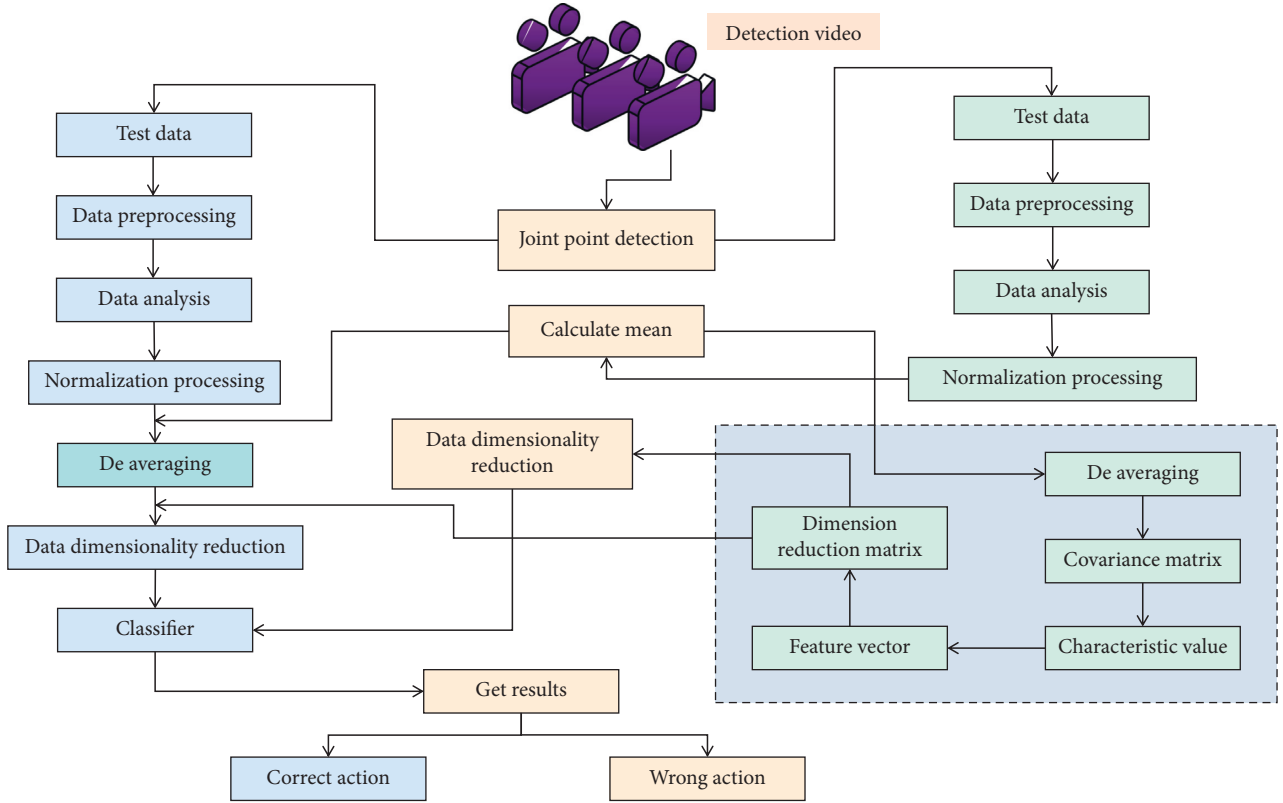 Detection video
Test data
Test data
Data preprocessing
Data preprocessing
Joint point detection
Data analysis
Data analysis
Calculate mean
Normalization processing
Normalization processing
Data dimensionality
reduction
De averaging
De averaging
Dimension
reduction matrix
Data dimensionality reduction
Covariance matrix
Classifier
Feature vector
Characteristic value
Get results
Correct action
Wrong action